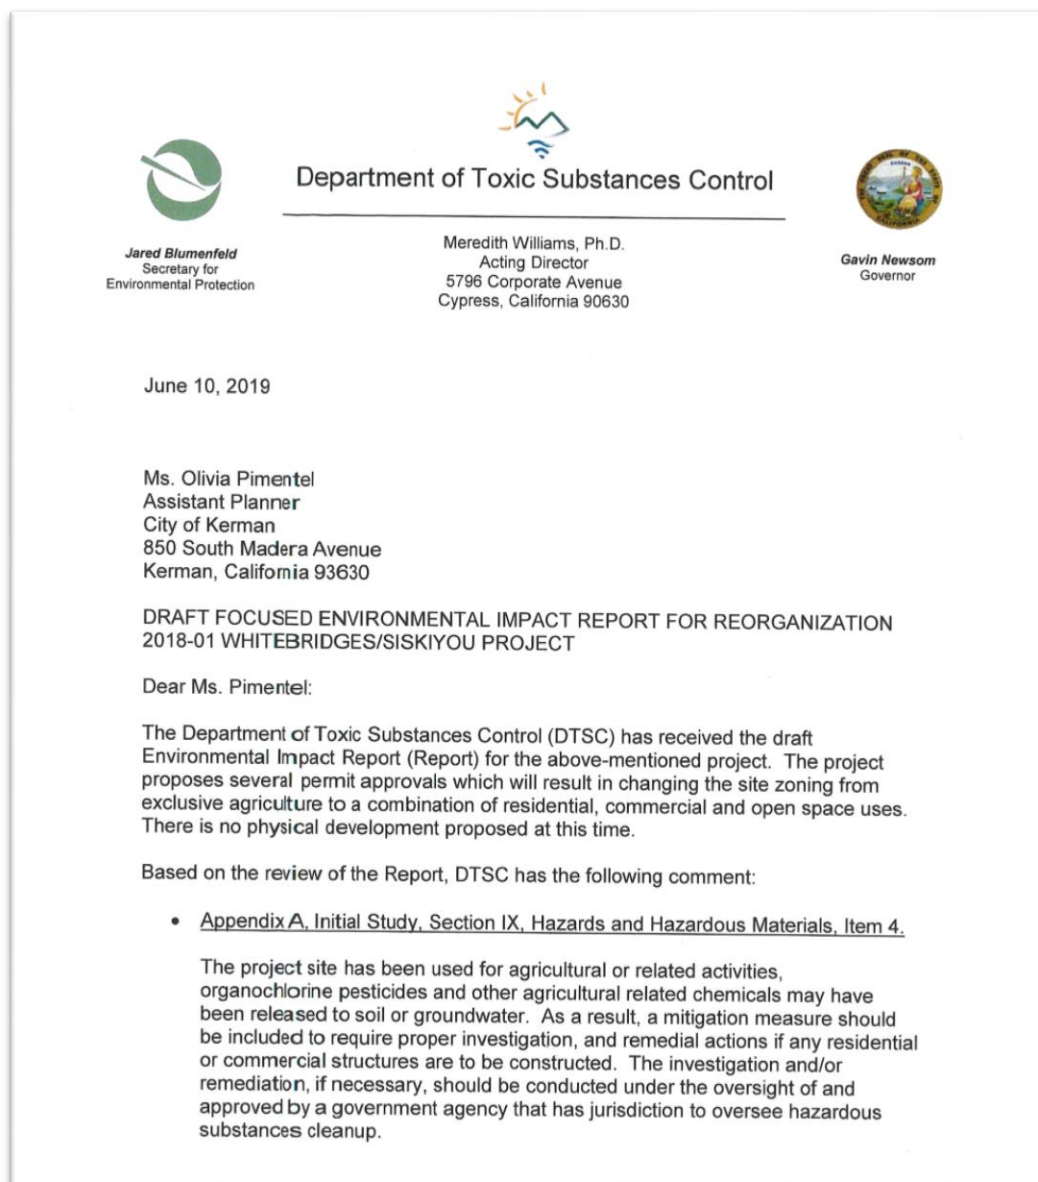 Department of Toxic Substances Control
Jared Blumenfeld
Secretary for
Environmental Protection
Meredith Williams, Ph.D.
Acting Director
5796 Corporate Avenue
Cypress, California 90630
Gavin Newsom
Governor
June 10, 2019
Ms. Olivia Pimentel
Assistant Planner
City of Kerman
850 South Madera Avenue
Kerman, California 93630
DRAFT FOCUSED ENVIRONMENTAL IMPACT REPORT FOR REORGANIZATION
2018-01 WHITEBRIDGES/SISKIYOU PROJECT
Dear Ms. Pimentel:
The Department of Toxic Substances Control (DTSC) has received the draft
Environmental Impact Report (Report) for the above-mentioned project. The project
proposes several permit approvals which will result in changing the site zoning from
exclusive agriculture to a combination of residential, commercial and open space uses.
There is no physical development proposed at this time.
Based on the review of the Report, DTSC has the following comment:
• Appendix A, Initial Study, Section IX, Hazards and Hazardous Materials, Item 4.
The project site has been used for agricultural or related activities,
organochlorine pesticides and other agricultural related chemicals may have
been released to soil or groundwater. As a result, a mitigation measure should
be included to require proper investigation, and remedial actions if any residential
or commercial structures are to be constructed. The investigation and/or
remediation, if necessary, should be conducted under the oversight of and
approved by a government agency that has jurisdiction to oversee hazardous
substances cleanup.